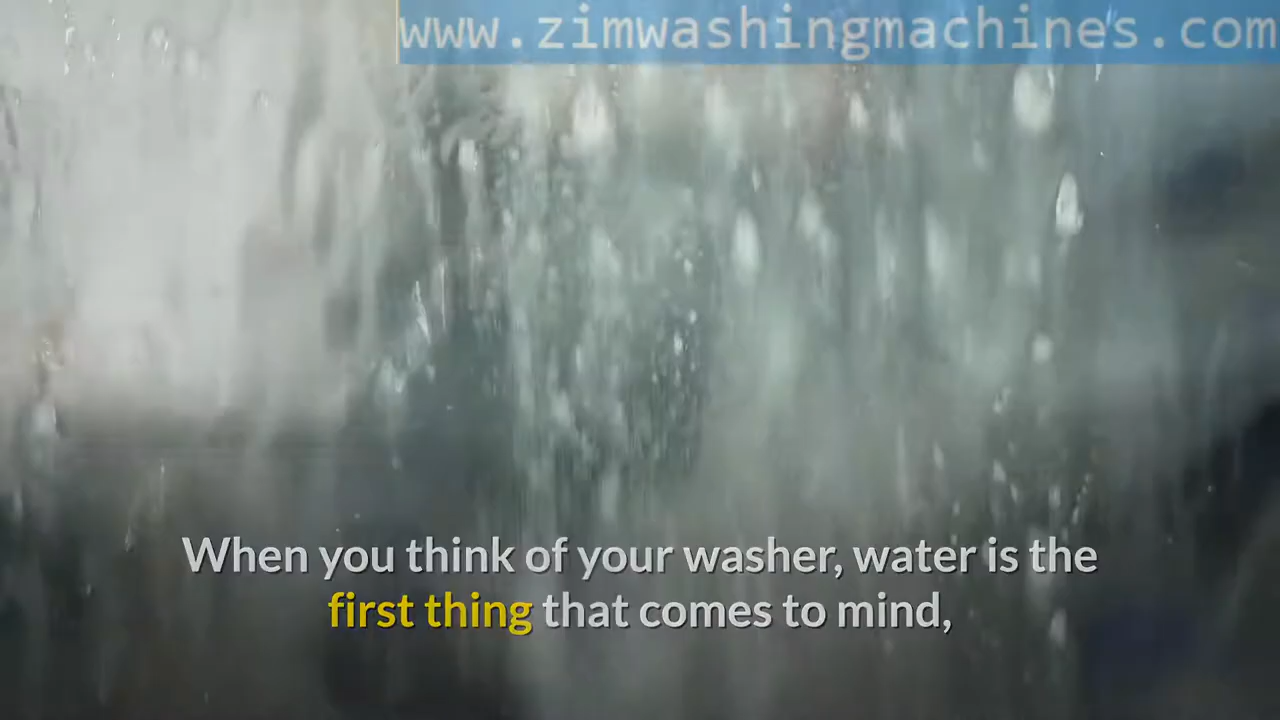 www.zimwashingmachines.com
When you think of your washer, water is the
first thing that comes to mind,